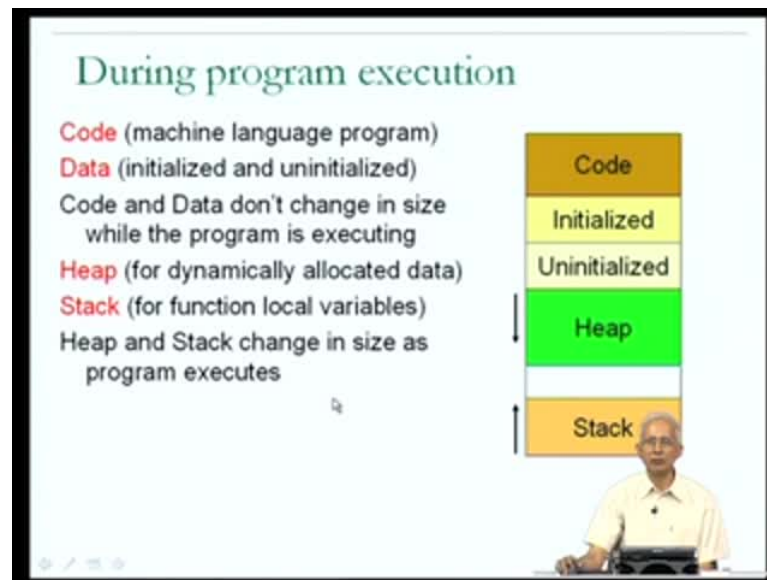 During program execution
Code (machine language program)
Data (initialized and uninitialized)
Code and Data don't change in size
while the program is executing
Heap (for dynamically allocated data)
Stack (for function local variables)
Heap and Stack change in size as
program executes
Code
Initialized
Uninitialized
Heap
Stack